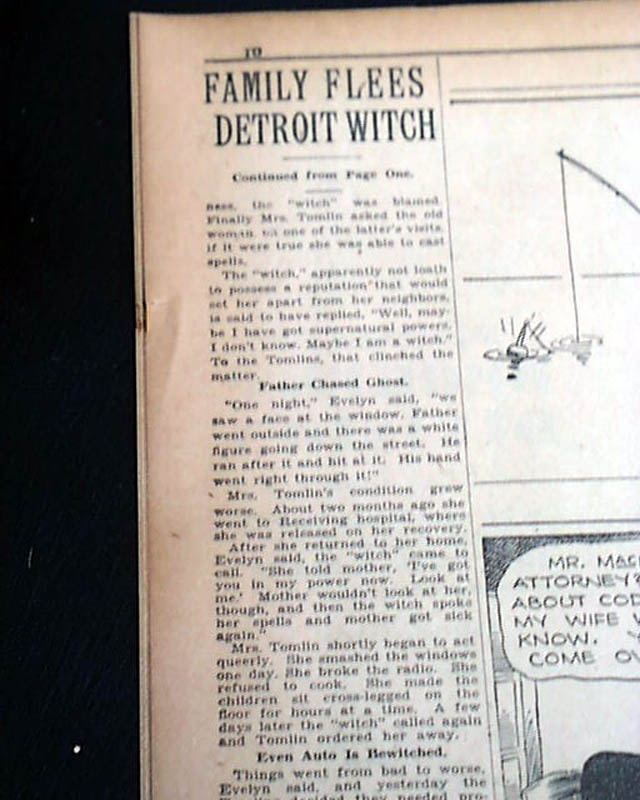 10
FAMILY FLEES
DETROIT WITCH
Continued from Page One.
ness, the "witch" was blamed.
Finally Mrs. Tomlin asked the old
woman, on one of the latter's visits,
if it were true she was able to cast
spells.
The "witch," apparently not loath
to possess a reputation that would
set her apart from her neighbors,
is said to have replied, "Well, may-
be I have got supernatural powers.
I don't know. Maybe I am a witch."
To the Tomlins, that clinched the
matter.
Father Chased Ghost.
"One night," Evelyn said, "we
saw a face at the window. Father
went outside and there was a white
figure going down the street. He
ran after it and hit at it. His hand
went right through it!"
Mrs. Tomlin's condition grew
worse. About two months ago she
went to Receiving hospital, where
she was released on her recovery.
After she returned to her home,
Evelyn said, the "witch" came to
call. "She told mother, 'I've got
you in my power now. Look at
me.' Mother wouldn't look at her,
though, and then the witch spoke
her spells and mother got sick
again."
Mrs. Tomlin shortly began to act
queerly. She smashed the windows
one day. She broke the radio. She
refused to cook. She made the
children sit cross-legged on the
floor for hours at a time. A few
days later the "witch" called again
and Tomlin ordered her away.
Even Auto Is Bewitched.
Things went from bad to worse,
Evelyn said, and yesterday the
decided they needed pro-
MR. MAC
ATTORNEY?
ABOUT COD
MY WIFE
KNOW.
COME OV